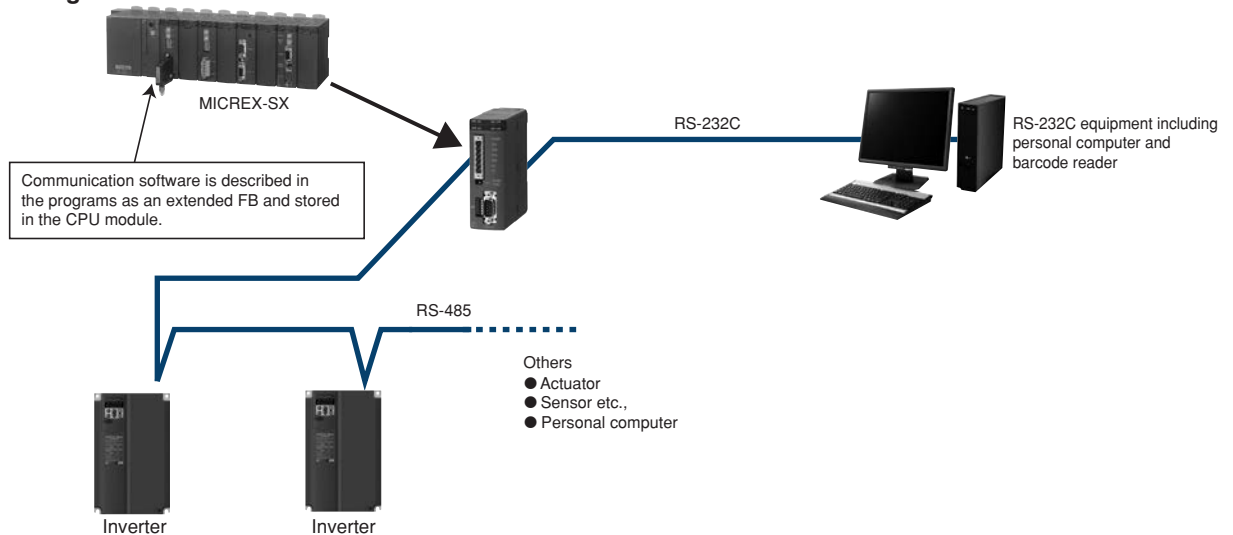 MICREX-SX
Communication software is described in
the programs as an extended FB and stored
in the CPU module.
RS-232C
RS-232C equipment including
personal computer and
barcode reader
RS-485
Others
● Actuator
● Sensor etc.,
● Personal computer
Inverter
Inverter